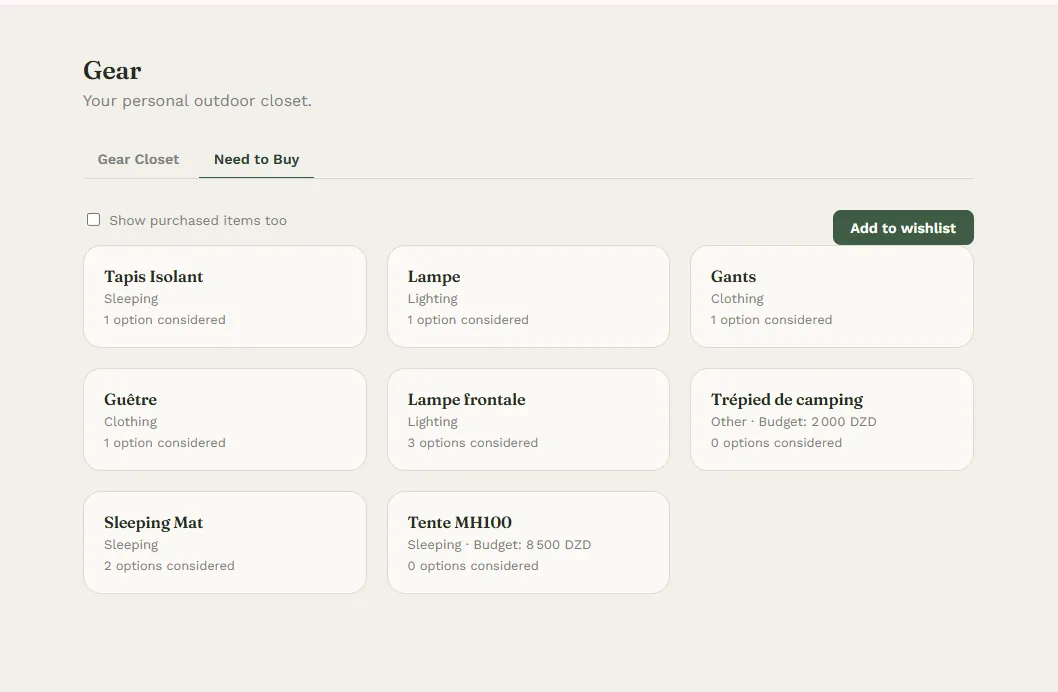 Gear
Your personal outdoor closet.
Gear Closet
Need to Buy
Show purchased items too
Add to wishlist
Tapis Isolant
Sleeping
1 option considered
Lampe
Lighting
1 option considered
Gants
Clothing
1 option considered
Guêtre
Clothing
1 option considered
Lampe frontale
Lighting
3 options considered
Trépied de camping
Other · Budget: 2 000 DZD
0 options considered
Sleeping Mat
Sleeping
2 options considered
Tente MH100
Sleeping · Budget: 8 500 DZD
0 options considered